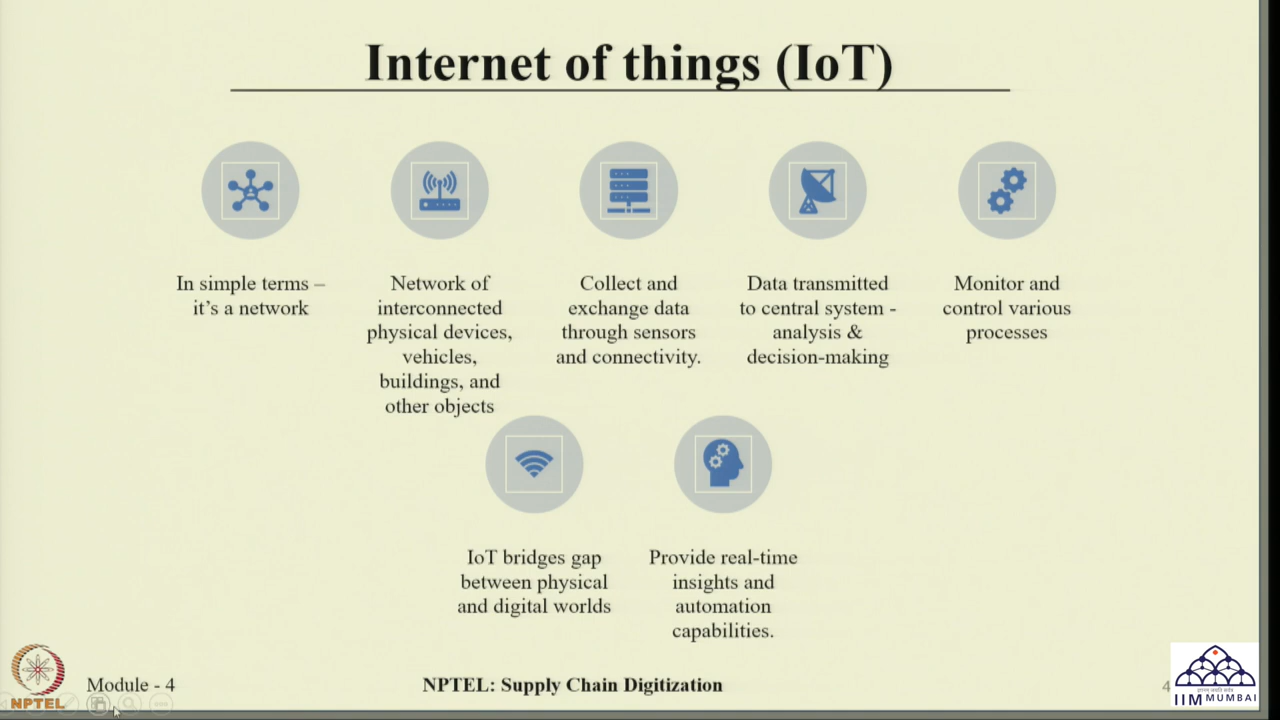 Internet of things (IoT)
In simple terms –
it's a network
Network of
interconnected
physical devices,
vehicles,
buildings, and
other objects
Collect and
exchange data
through sensors
and connectivity.
Data transmitted
to central system -
analysis &
decision-making
Monitor and
control various
processes
IoT bridges gap
between physical
and digital worlds
Provide real-time
insights and
automation
capabilities.
NPTEL
Module - 4
NPTEL: Supply Chain Digitization
4
IIM MUMBAI